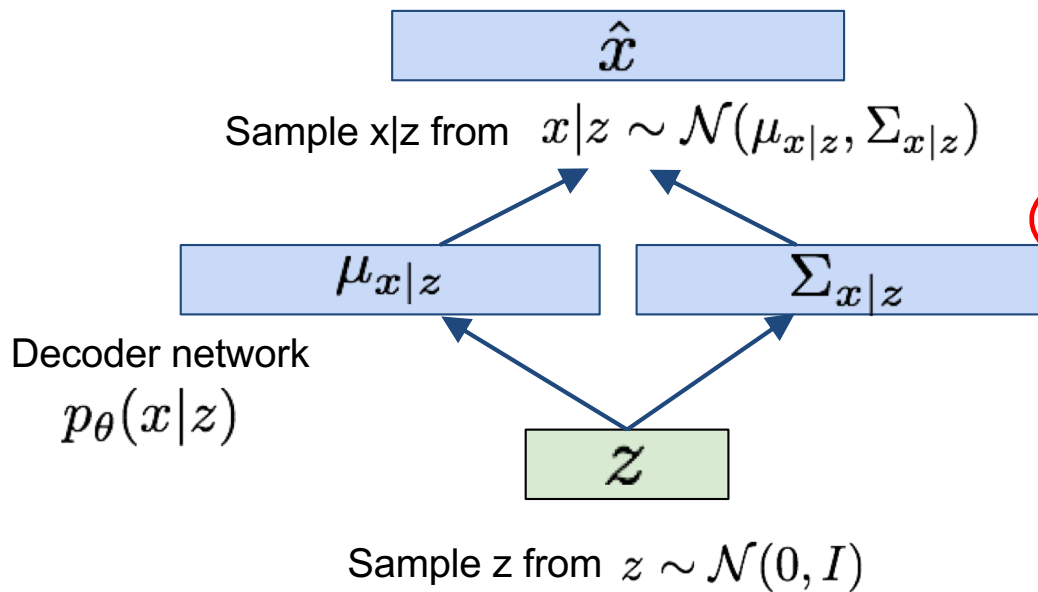 x̂
Sample x|z from x|z ∼ 𝒩(μ_{x|z}, Σ_{x|z})
μ_{x|z} Σ_{x|z}
Decoder network
p_θ(x|z)
z
Sample z from z ∼ 𝒩(0, I)